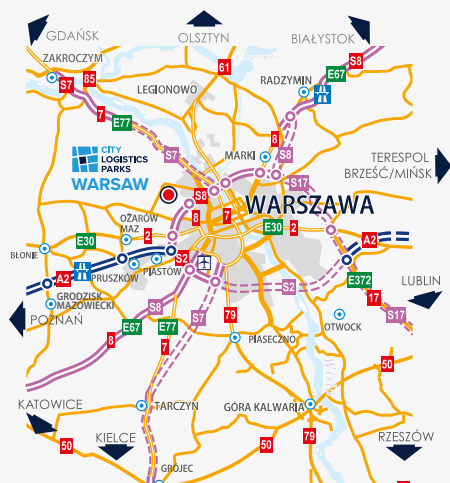 GDAŃSK
OLSZTYN
BIAŁYSTOK
ZAKROCZYM
S7
85
61
S8
E67
RADZYMIN
LEGIONOWO
7
E77
8
S7
MARKI
S8
CITY
LOGISTICS
PARKS
WARSAW
TERESPOL
BRZEŚĆ/MIŃSK
S17
S8
WARSZAWA
8
7
OŻARÓW
MAZ
E30
2
E30
2
A2
BŁONIE
S2
A2
PRUSZKÓW
PIASTÓW
E372
LUBLIN
S2
17
GRODZISK
MAZOWIECKI
S8
S7
79
S17
POZNAŃ
E67
E77
OTWOCK
8
7
PIASECZNO
50
KATOWICE
TARCZYN
GÓRA KALWARIA
50
KIELCE
50
79
RZESZÓW
GRÓJEC